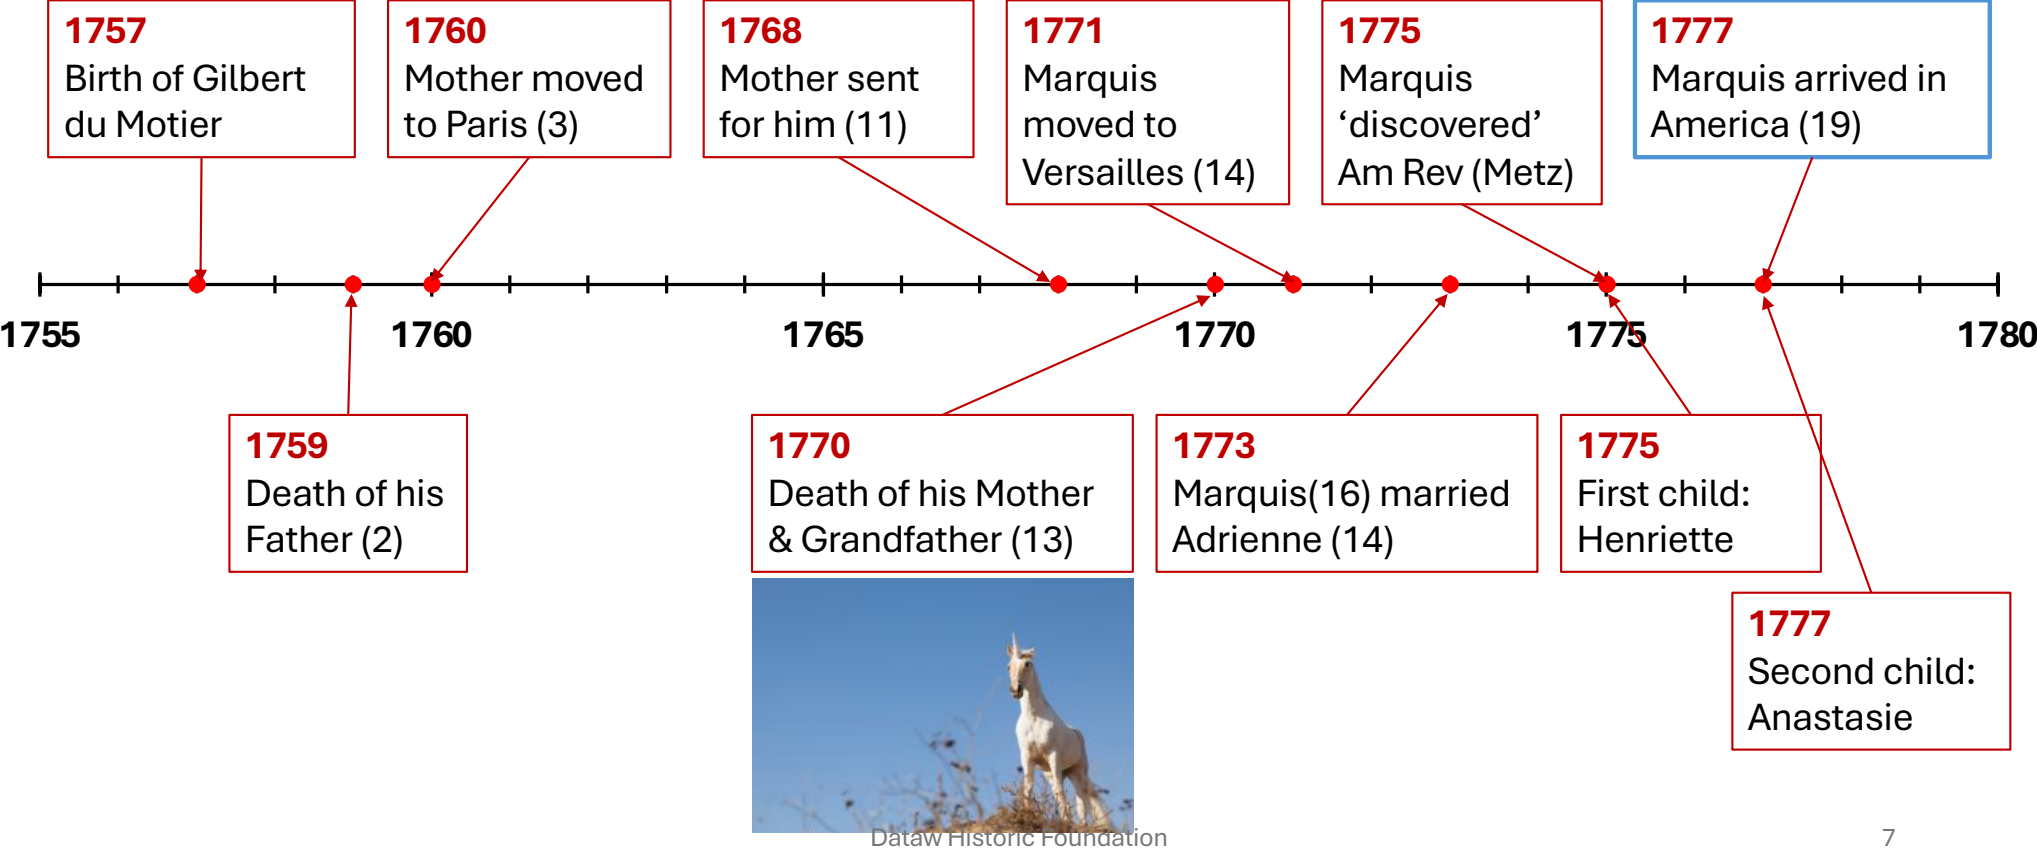 1757
Birth of Gilbert
du Motier
1760
Mother moved
to Paris (3)
1768
Mother sent
for him (11)
1771
Marquis
moved to
Versailles (14)
1775
Marquis
‘discovered’
Am Rev (Metz)
1777
Marquis arrived in
America (19)
1755
1760
1765
1770
1775
1780
1759
Death of his
Father (2)
1770
Death of his Mother
& Grandfather (13)
1773
Marquis(16) married
Adrienne (14)
1775
First child:
Henriette
1777
Second child:
Anastasie
Dataw Historic Foundation
7